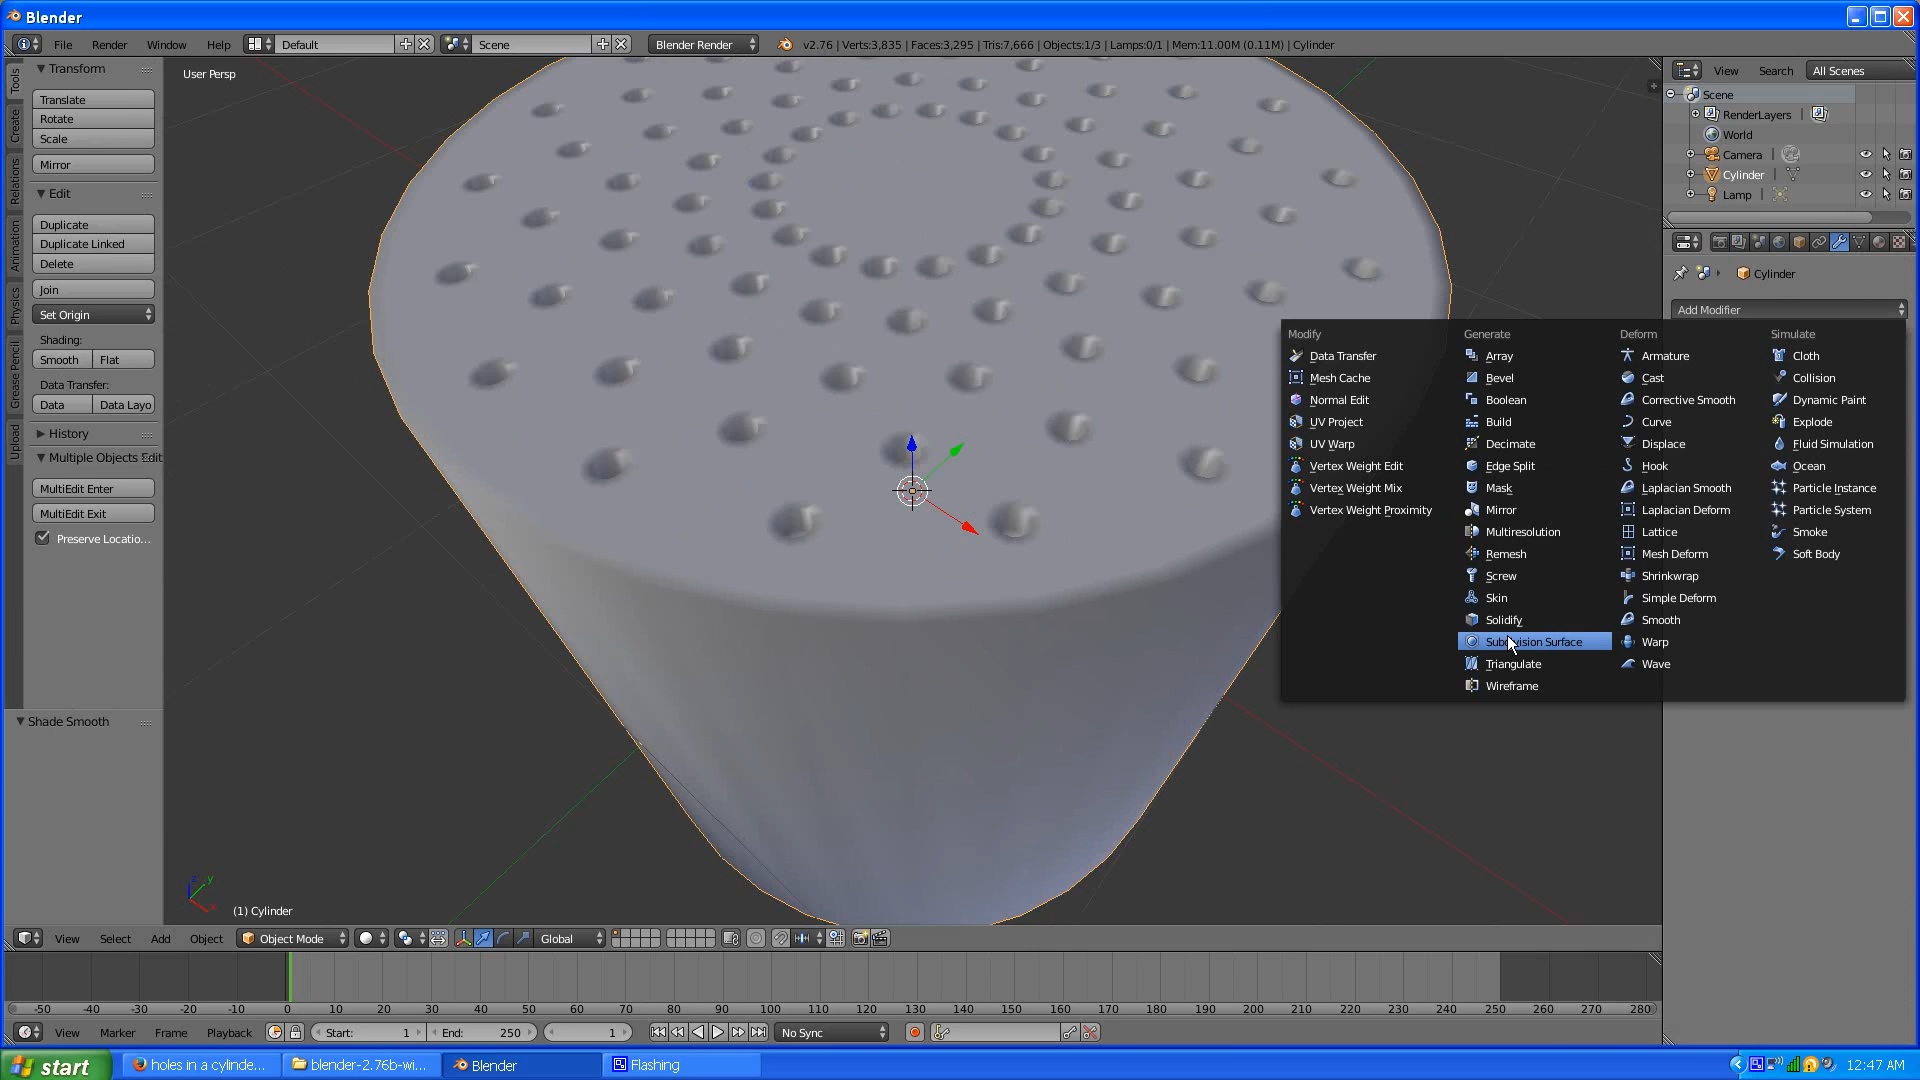 Blender
File Render Window Help Default Scene Blender Render v2.76 | Verts:3,835 | Faces:3,295 | Tris:7,666 | Objects:1/3 | Lamps:0/1 | Mem:11.00M (0.11M) | Cylinder
Tools
Create
Relations
Animation
Physics
Grease Pencil
Upload
Transform
Translate
Rotate
Scale
Mirror
Edit
Duplicate
Duplicate Linked
Delete
Join
Set Origin
Shading:
Smooth Flat
Data Transfer:
Data Data Layo
History
Multiple Objects Edit
MultiEdit Enter
MultiEdit Exit
Preserve Locatio...
Shade Smooth
User Persp
z y x
(1) Cylinder
View Search All Scenes
Scene
RenderLayers |
World
Camera |
Cylinder |
Lamp |
Cylinder
Add Modifier
Modify
Data Transfer
Mesh Cache
Normal Edit
UV Project
UV Warp
Vertex Weight Edit
Vertex Weight Mix
Vertex Weight Proximity
Generate
Array
Bevel
Boolean
Build
Decimate
Edge Split
Mask
Mirror
Multiresolution
Remesh
Screw
Skin
Solidify
Subdivision Surface
Triangulate
Wireframe
Deform
Armature
Cast
Corrective Smooth
Curve
Displace
Hook
Laplacian Smooth
Laplacian Deform
Lattice
Mesh Deform
Shrinkwrap
Simple Deform
Smooth
Warp
Wave
Simulate
Cloth
Collision
Dynamic Paint
Explode
Fluid Simulation
Ocean
Particle Instance
Particle System
Smoke
Soft Body
View Select Add Object Object Mode Global
-50 -40 -30 -20 -10 0 10 20 30 40 50 60 70 80 90 100 110 120 130 140 150 160 170 180 190 200 210 220 230 240 250 260 270 280
View Marker Frame Playback Start: 1 End: 250 1 No Sync
start holes in a cylinde... blender-2.76b-wi... Blender Flashing 12:47 AM